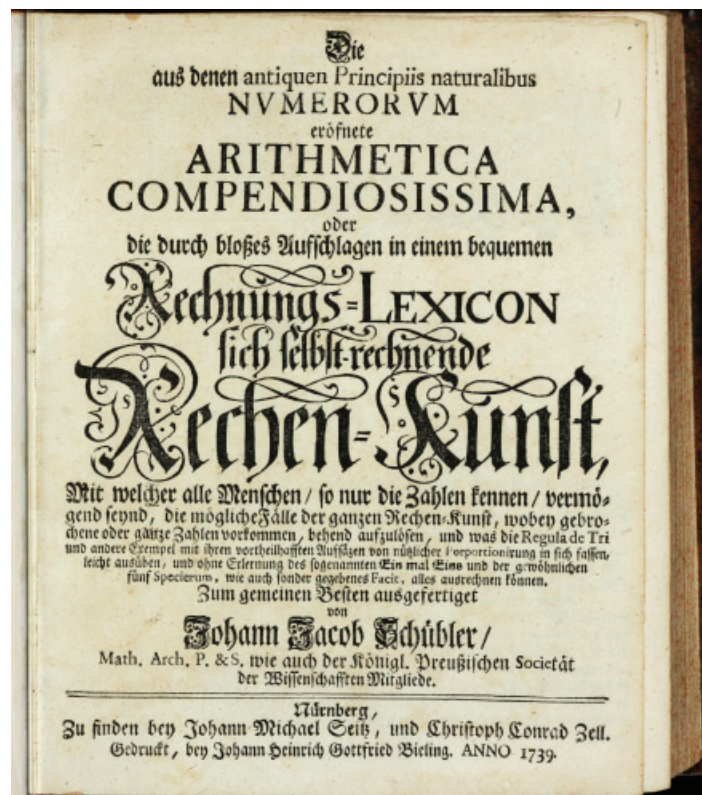 Die
aus denen antiquen Principiis naturalibus
NVMERORVM
eröfnete
ARITHMETICA
COMPENDIOSISSIMA,
oder
die durch bloßes Aufschlagen in einem bequemen
Rechnungs-LEXICON
sich selbst-rechnende
Rechen-Kunst,
Mit welcher alle Menschen / so nur die Zahlen kennen / vermö-
gend seynd, die mögliche Fälle der ganzen Rechen-Kunst, wobey gebro-
chene oder ganze Zahlen vorkommen, behend aufzulösen, und was die Regula de Tri
und andere Exempel mit ihren vortheilhafften Auffsäzen von nützlicher Porportionirung in sich fassen,
leicht ausüben, und ohne Erlernung des sogenannten Ein mal Eins und der gewöhnlichen
fünf Specierum, wie auch sonder gegebenes Facit, alles ausrechnen können.
Zum gemeinen Besten ausgefertiget
von
Johann Jacob Schübler /
Math. Arch. P. & S. wie auch der Königl. Preußischen Societät
der Wissenschafften Mitgliede.
Nürnberg,
Zu finden bey Johann Michael Seitz, und Christoph Conrad Zell.
Gedruckt, bey Johann Heinrich Gottfried Bieling. ANNO 1739.